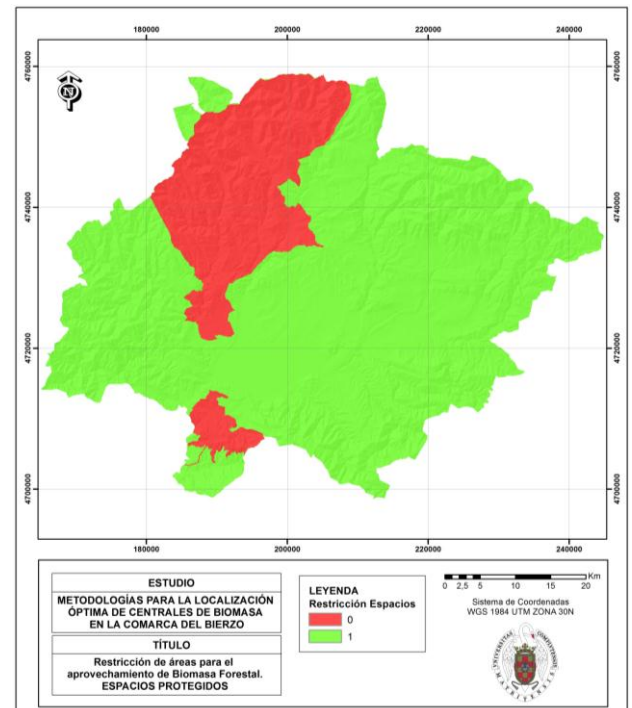 180000 200000 220000 240000
4760000 4760000
N
4740000 4740000
4720000 4720000
4700000 4700000
180000 200000 220000 240000
ESTUDIO
METODOLOGÍAS PARA LA LOCALIZACIÓN
ÓPTIMA DE CENTRALES DE BIOMASA
EN LA COMARCA DEL BIERZO
TÍTULO
Restricción de áreas para el
aprovechamiento de Biomasa Forestal.
ESPACIOS PROTEGIDOS
LEYENDA
Restricción Espacios
0
1
Km
0 2,5 5 10 15 20
Sistema de Coordenadas
WGS 1984 UTM ZONA 30N
UNIVERSITAS COMPLUTENSIS
MATRITENSIS